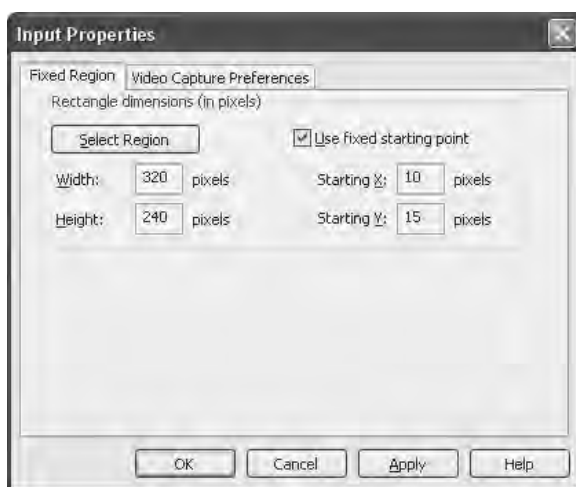 Input Properties
Fixed Region Video Capture Preferences
Rectangle dimensions (in pixels)
Select Region Use fixed starting point
Width: 320 pixels Starting X: 10 pixels
Height: 240 pixels Starting Y: 15 pixels
OK Cancel Apply Help